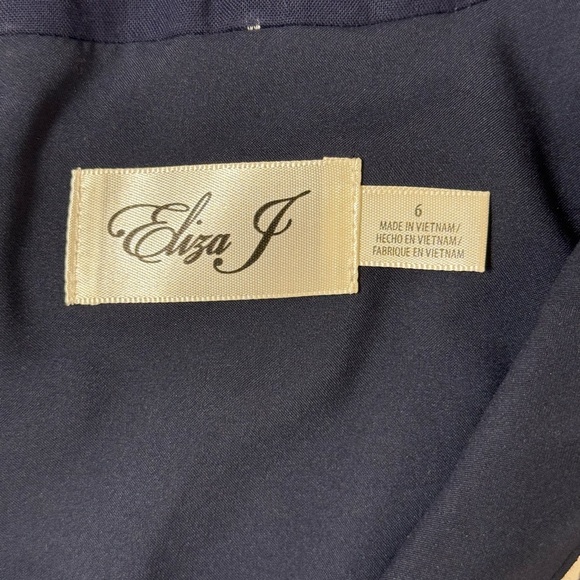 Eliza J
6
MADE IN VIETNAM/
HECHO EN VIETNAM/
FABRIQUE EN VIETNAM